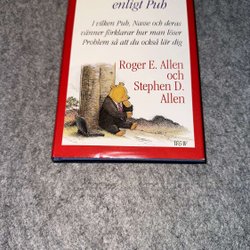 enligt Puh
I vilken Puh, Nasse och deras
vänner förklarar hur man löser
Problem så att du också lär dig
Roger E. Allen
och
Stephen D.
Allen